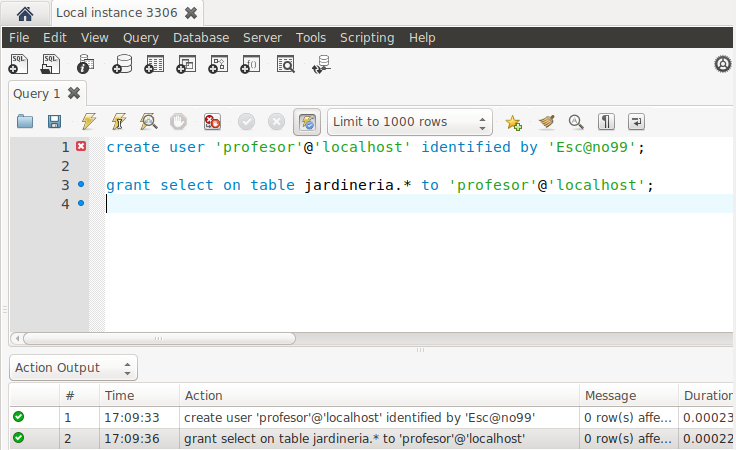 Local instance 3306
File Edit View Query Database Server Tools Scripting Help
Query 1
Limit to 1000 rows
1 create user 'profesor'@'localhost' identified by 'Esc@no99';
2
3 grant select on table jardineria.* to 'profesor'@'localhost';
4
Action Output
# Time Action Message Duration
1 17:09:33 create user 'profesor'@'localhost' identified by 'Esc@no99' 0 row(s) affe... 0.00023
2 17:09:36 grant select on table jardineria.* to 'profesor'@'localhost' 0 row(s) affe... 0.00022